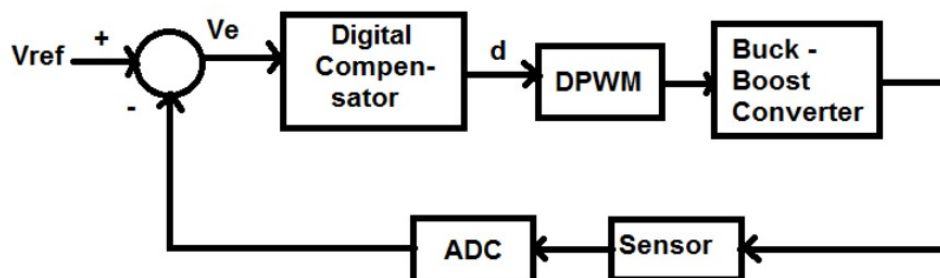 Vref
+
-
Ve
Digital
Compen-
sator
d
DPWM
Buck -
Boost
Converter
ADC
Sensor